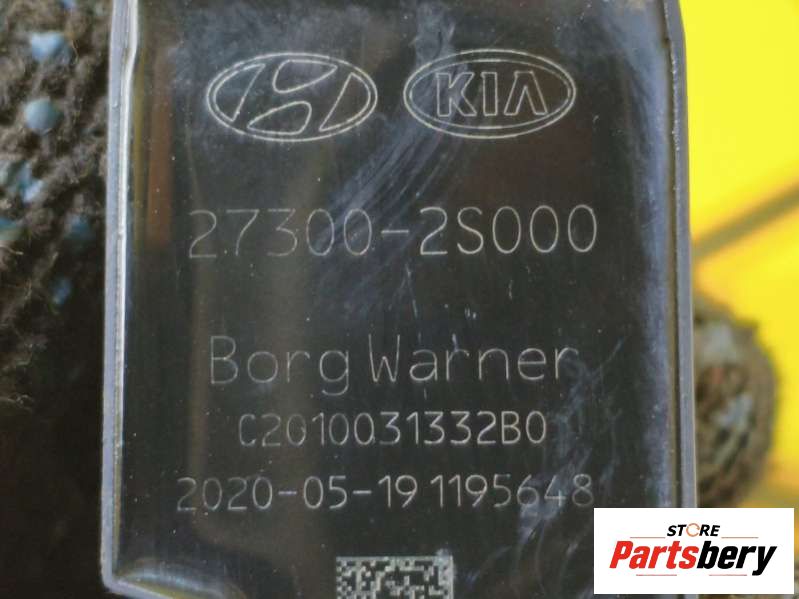 KIA
27300-2S000
Borg Warner
C2010031332B0
2020-05-19 1195648
STORE
Partsbery